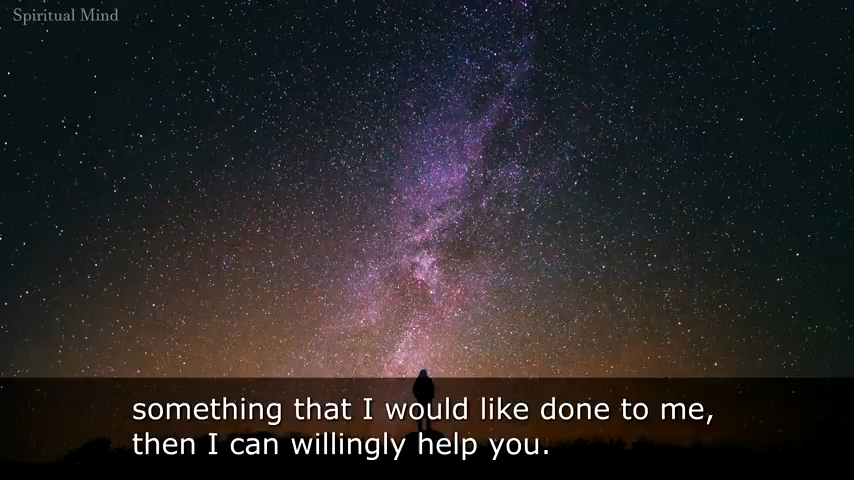 Spiritual Mind
something that I would like done to me,
then I can willingly help you.